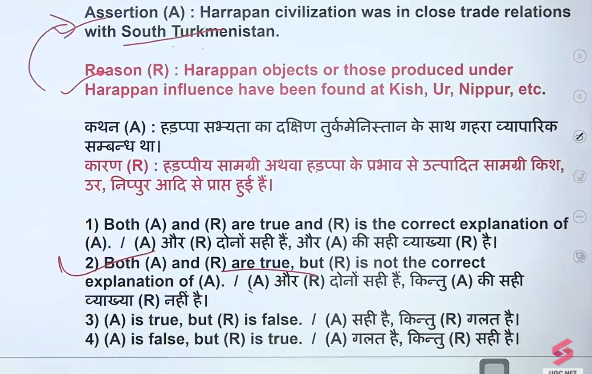 Assertion (A) : Harrapan civilization was in close trade relations
with South Turkmenistan.
Reason (R) : Harappan objects or those produced under
Harappan influence have been found at Kish, Ur, Nippur, etc.
कथन (A) : हड़प्पा सभ्यता का दक्षिण तुर्कमेनिस्तान के साथ गहरा व्यापारिक
सम्बन्ध था।
कारण (R) : हड़प्पीय सामग्री अथवा हड़प्पा के प्रभाव से उत्पादित सामग्री किश,
उर, निप्पुर आदि से प्राप्त हुई हैं।
1) Both (A) and (R) are true and (R) is the correct explanation of
(A). / (A) और (R) दोनों सही हैं, और (A) की सही व्याख्या (R) है।
2) Both (A) and (R) are true, but (R) is not the correct
explanation of (A). / (A) और (R) दोनों सही हैं, किन्तु (A) की सही
व्याख्या (R) नहीं है।
3) (A) is true, but (R) is false. / (A) सही है, किन्तु (R) गलत है।
4) (A) is false, but (R) is true. / (A) गलत है, किन्तु (R) सही है।
UGC NET